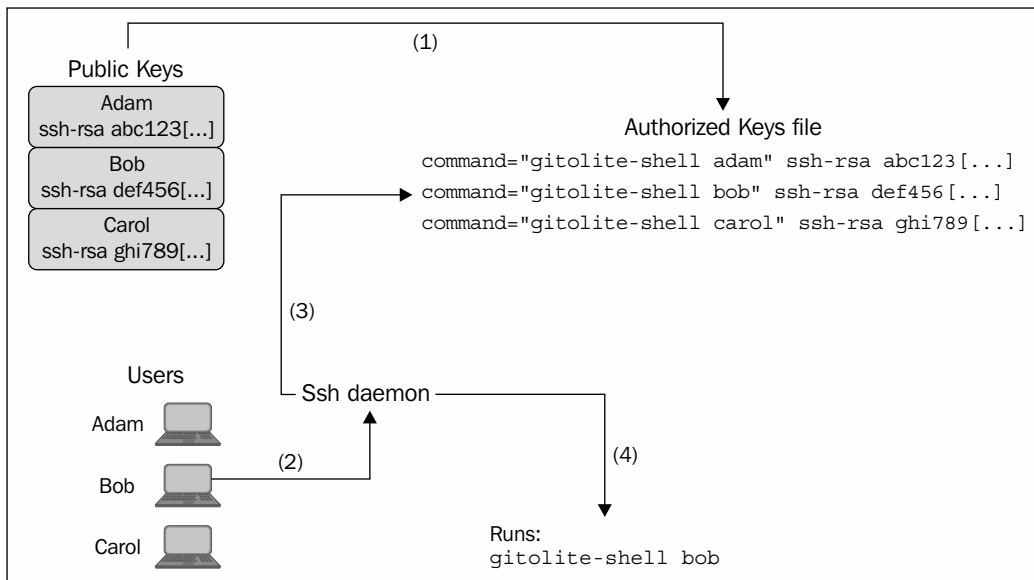 (1)
Public Keys
Adam
ssh-rsa abc123[...]
Bob
ssh-rsa def456[...]
Carol
ssh-rsa ghi789[...]
Authorized Keys file
command="gitolite-shell adam" ssh-rsa abc123[...]
command="gitolite-shell bob" ssh-rsa def456[...]
command="gitolite-shell carol" ssh-rsa ghi789[...]
(3)
Users
Ssh daemon
Adam
(2)
Bob
Carol
(4)
Runs:
gitolite-shell bob